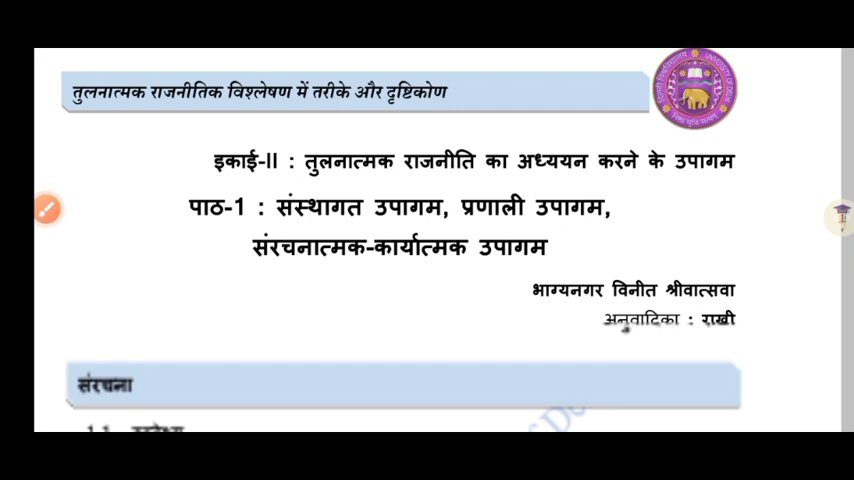 तुलनात्मक राजनीतिक विश्लेषण में तरीके और दृष्टिकोण
इकाई-II : तुलनात्मक राजनीति का अध्ययन करने के उपागम
पाठ-1 : संस्थागत उपागम, प्रणाली उपागम,
संरचनात्मक-कार्यात्मक उपागम
भाग्यनगर विनीत श्रीवात्सवा
अनुवादिका : राखी
संरचना